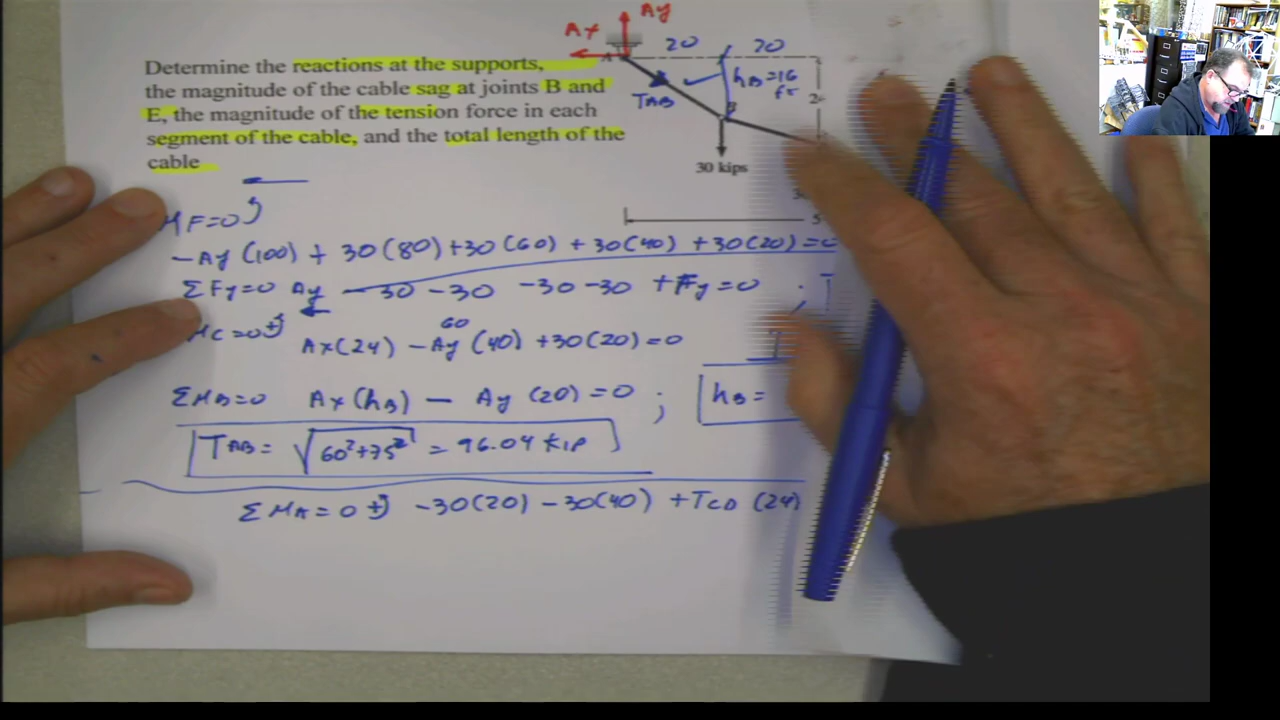 Ax Ay
20 20
Determine the reactions at the supports,
the magnitude of the cable sag at joints B and
E, the magnitude of the tension force in each
segment of the cable, and the total length of the
cable
hB=16
ft
TAB
B
30 kips
MF=0
-Ay (100) + 30(80)+30(60) + 30(40) +30(20)=0
ΣFy=0 Ay -30 -30 -30-30 +Fy=0 ;
MC=0+
60
Ax(24) -Ay (40) +30(20)=0
ΣMB=0 Ax(hB) - Ay (20)=0 ; hB=
TAB= √60²+75² = 96.04 kip
ΣMA=0+ -30(20) -30(40) +TCD (24)